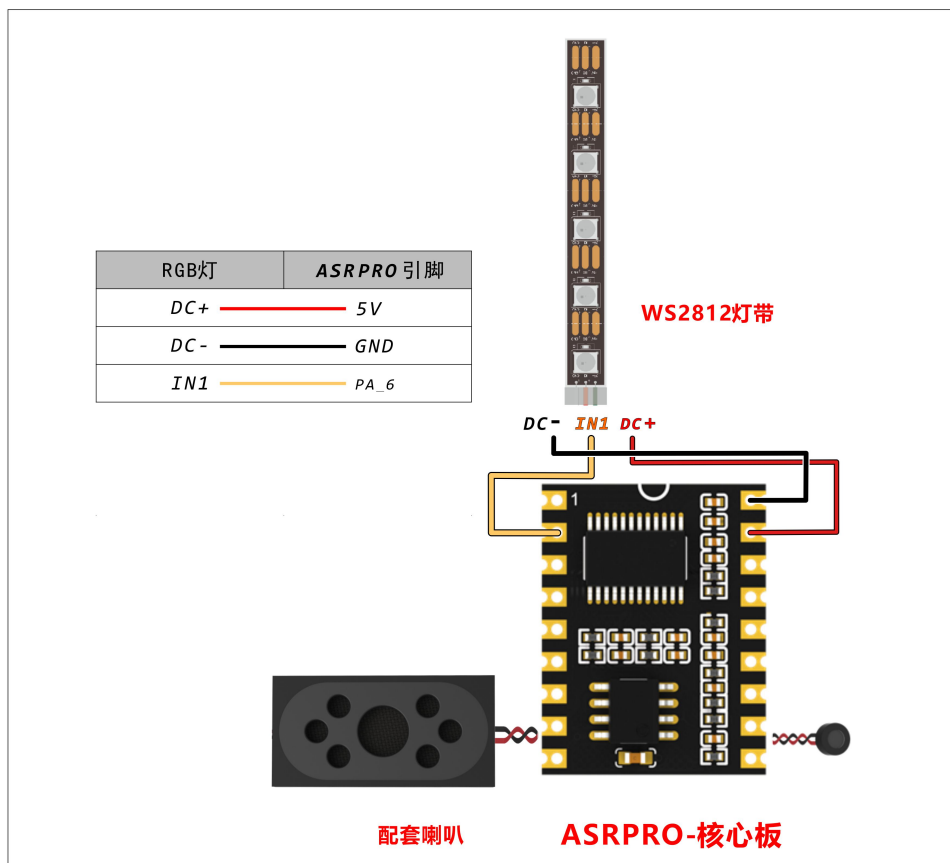 RGB灯 ASRPRO引脚
DC+ 5V
DC- GND
IN1 PA_6
WS2812灯带
DC- IN1 DC+
1
配套喇叭
ASRPRO-核心板